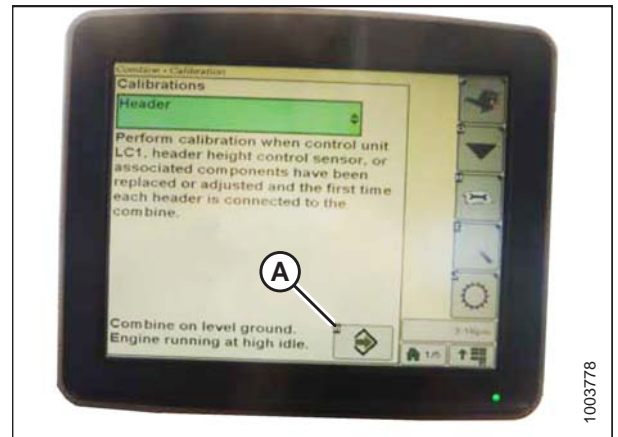 Combine - Calibration
Calibrations
Header
Perform calibration when control unit
LC1, header height control sensor, or
associated components have been
replaced or adjusted and the first time
each header is connected to the
combine.
A
Combine on level ground.
Engine running at high idle.
1/5
1003778